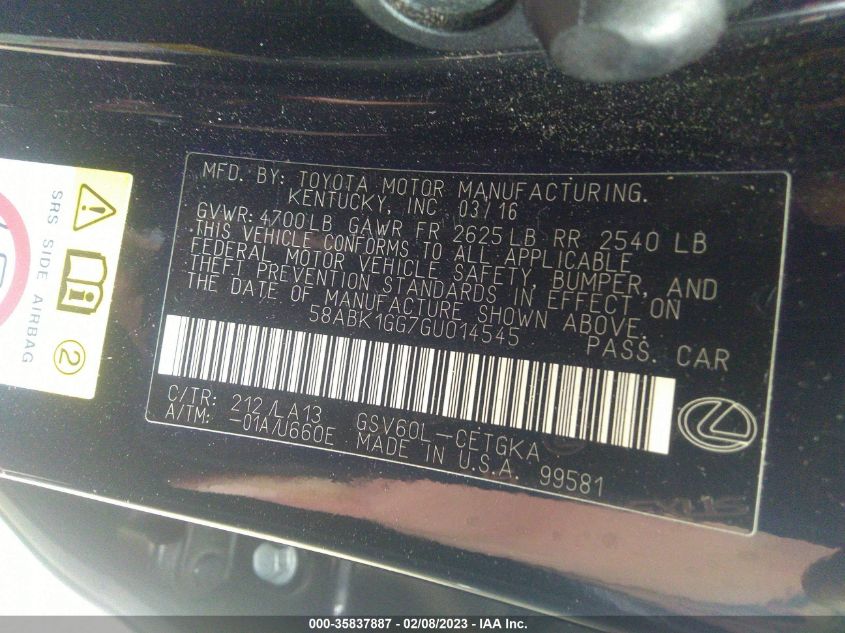 SRS SIDE AIRBAG
2
MFD. BY: TOYOTA MOTOR MANUFACTURING.
KENTUCKY, INC 03/16
GVWR: 4700LB GAWR FR 2625LB RR 2540 LB
THIS VEHICLE CONFORMS TO ALL APPLICABLE
FEDERAL MOTOR VEHICLE SAFETY, BUMPER, AND
THEFT PREVENTION STANDARDS IN EFFECT ON
THE DATE OF MANUFACTURE SHOWN ABOVE.
58ABK1GG7GU014545 PASS. CAR
C/TR: 212/LA13 GSV60L-CETGKA
A/TM: -01A/U660E MADE IN U.S.A. 99581
000-35837887 / 02/08/2023 - IAA Inc.